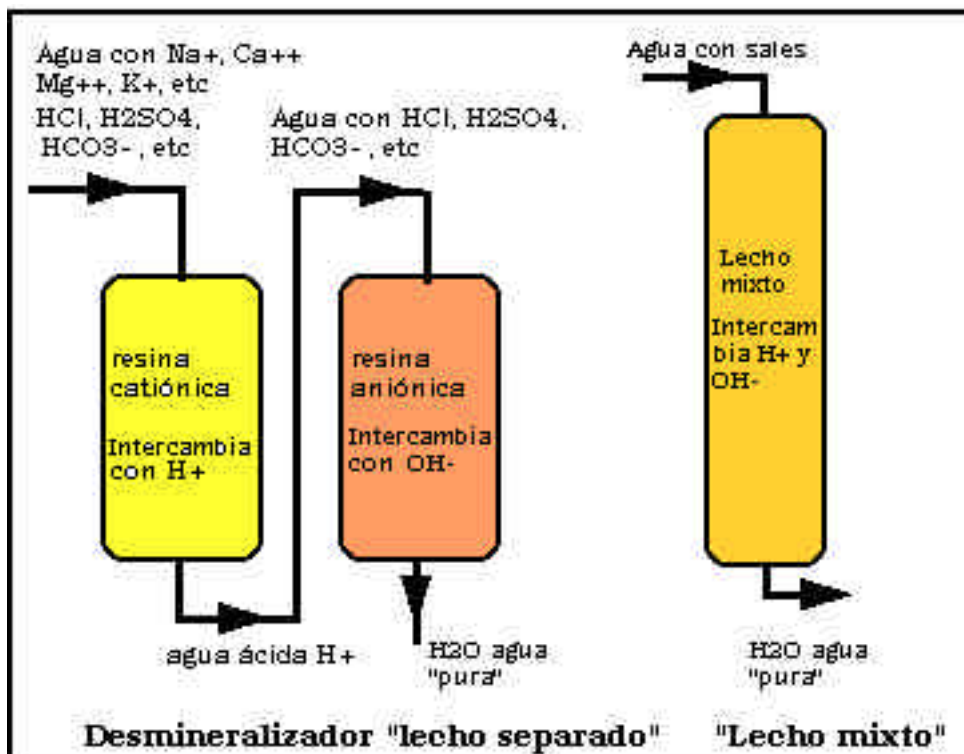 Agua con Na+, Ca++
Mg++, K+, etc
HCl, H2SO4,
HCO3- , etc
Agua con HCl, H2SO4,
HCO3- , etc
resina
catiónica
Intercambia
con H+
resina
aniónica
Intercambia
con OH-
agua ácida H+
H2O agua
"pura"
Desmineralizador "lecho separado"
Agua con sales
Lecho
mixto
Intercam
bia H+ y
OH-
H2O agua
"pura"
"Lecho mixto"